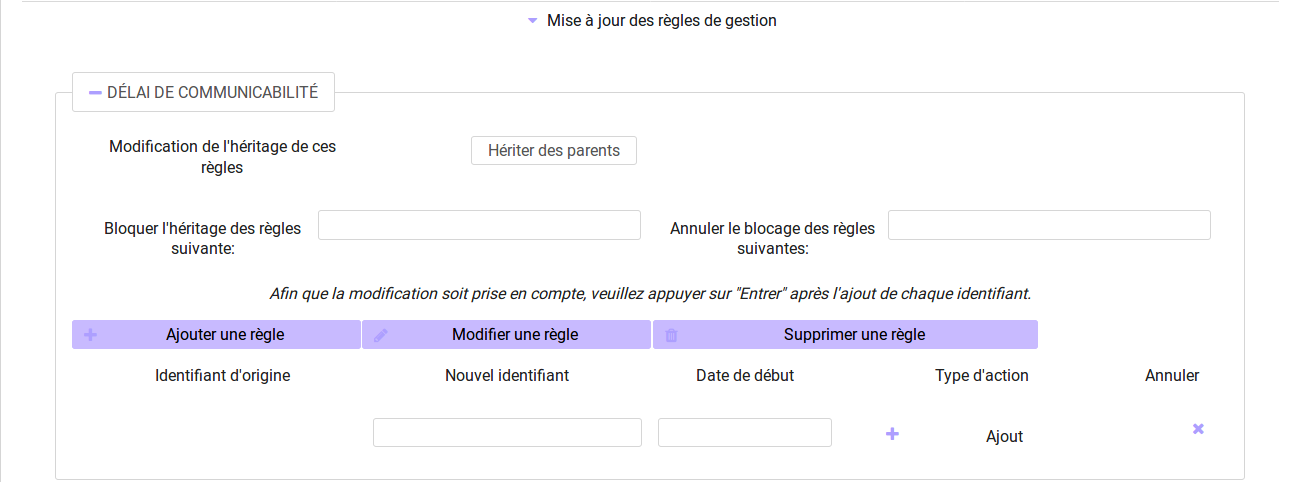 Mise à jour des règles de gestion
DÉLAI DE COMMUNICABILITÉ
Modification de l'héritage de ces
règles
Hériter des parents
Bloquer l'héritage des règles
suivante:
Annuler le blocage des règles
suivantes:
Afin que la modification soit prise en compte, veuillez appuyer sur "Entrer" après l'ajout de chaque identifiant.
Ajouter une règle Modifier une règle Supprimer une règle
Identifiant d'origine Nouvel identifiant Date de début Type d'action Annuler
Ajout